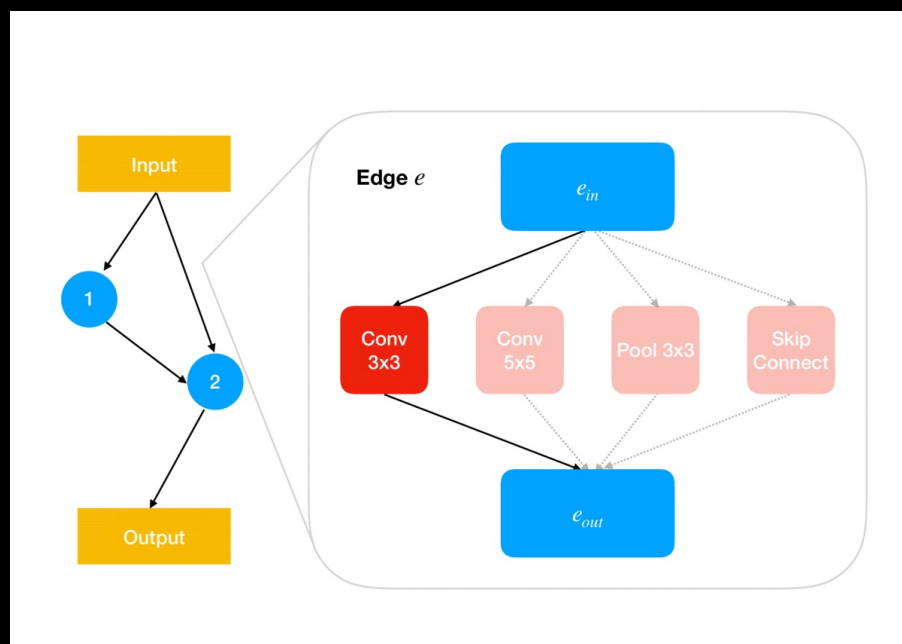 Input
1
2
Output
Edge e
e_in
Conv
3x3
Conv
5x5
Pool 3x3
Skip
Connect
e_out